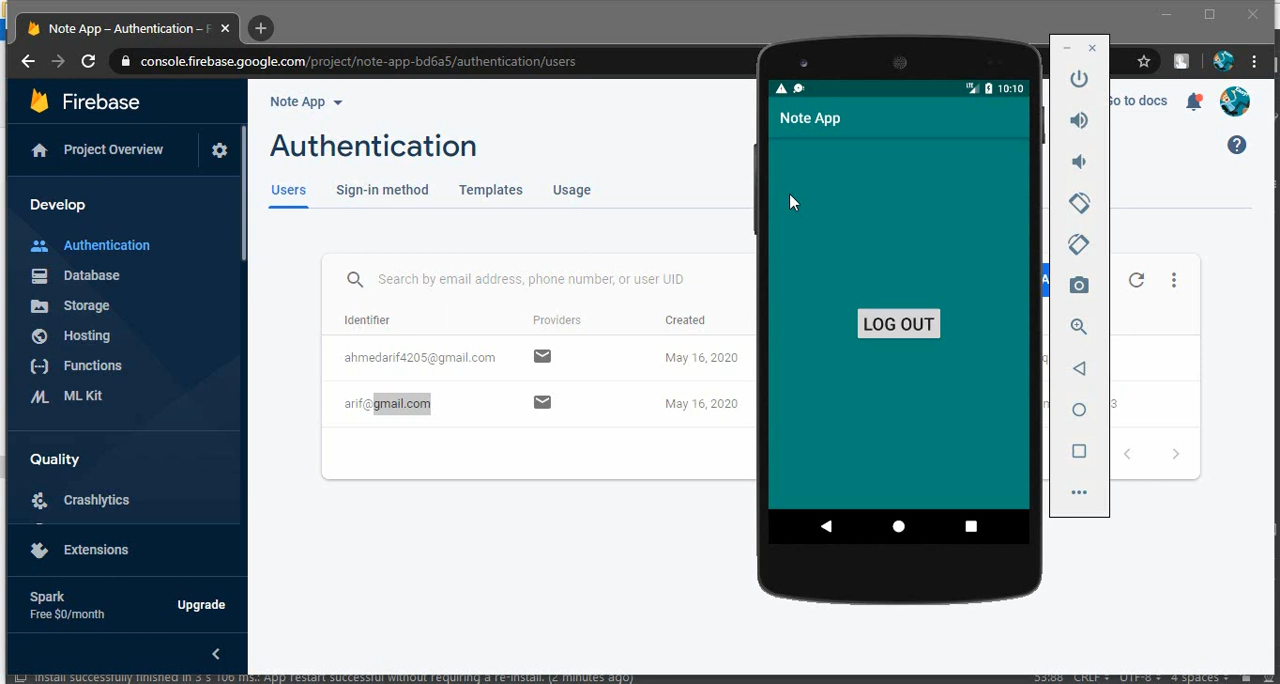 Note App – Authentication – F
console.firebase.google.com/project/note-app-bd6a5/authentication/users
Firebase
Project Overview
Develop
Authentication
Database
Storage
Hosting
Functions
ML Kit
Quality
Crashlytics
Extensions
Spark
Free $0/month
Upgrade
Note App
Go to docs
Authentication
Users
Sign-in method
Templates
Usage
Search by email address, phone number, or user UID
Identifier
Providers
Created
ahmedarif4205@gmail.com
May 16, 2020
arif@gmail.com
May 16, 2020
3
10:10
Note App
LOG OUT
Install successfully finished in 3 s 106 ms.: App restart successful without requiring a re-install. (2 minutes ago)
53:88 CRLF UTF-8 4 spaces